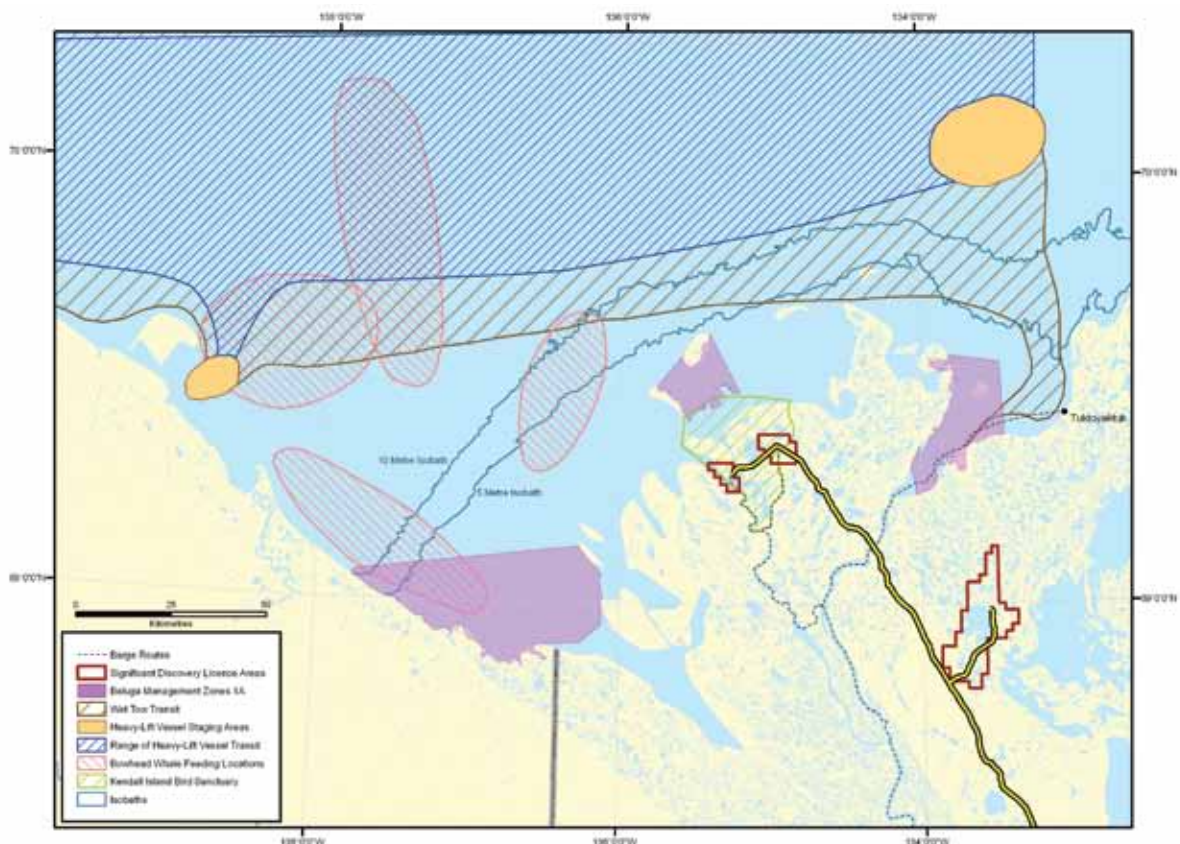 138°0'0"W
136°0'0"W
134°0'0"W
70°0'0"N
70°0'0"N
Tuktoyaktuk
10 Metre Isobath
5 Metre Isobath
69°0'0"N
69°0'0"N
0 25 50
Kilometres
Barge Routes
Significant Discovery Licence Areas
Beluga Management Zones 1A
Wet Tow Transit
Heavy-Lift Vessel Staging Areas
Range of Heavy-Lift Vessel Transit
Bowhead Whale Feeding Locations
Kendall Island Bird Sanctuary
Isobaths
138°0'0"W
136°0'0"W
134°0'0"W